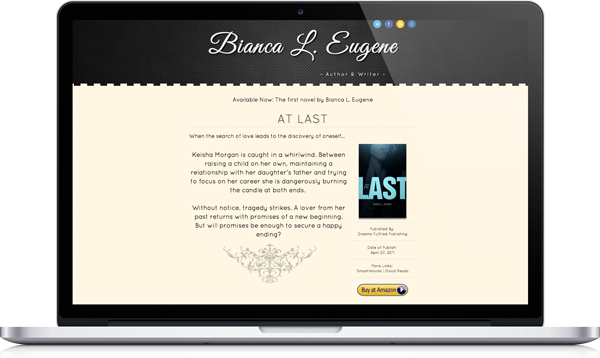 Bianca L. Eugene
- Author & Writer -
Available Now: The first novel by Bianca L. Eugene
AT LAST
When the search of love leads to the discovery of oneself...
Keisha Morgan is caught in a whirlwind. Between
raising a child on her own, maintaining a
relationship with her daughter's father and trying
to focus on her career she is dangerously burning
the candle at both ends.
Without notice, tragedy strikes. A lover from her
past returns with promises of a new beginning.
But will promises be enough to secure a happy
ending?
LAST
Published By:
Dreams Fulfilled Publishing
Date of Publish:
April 27, 2011
More Links:
SmashWords / Good Reads
Buy at Amazon